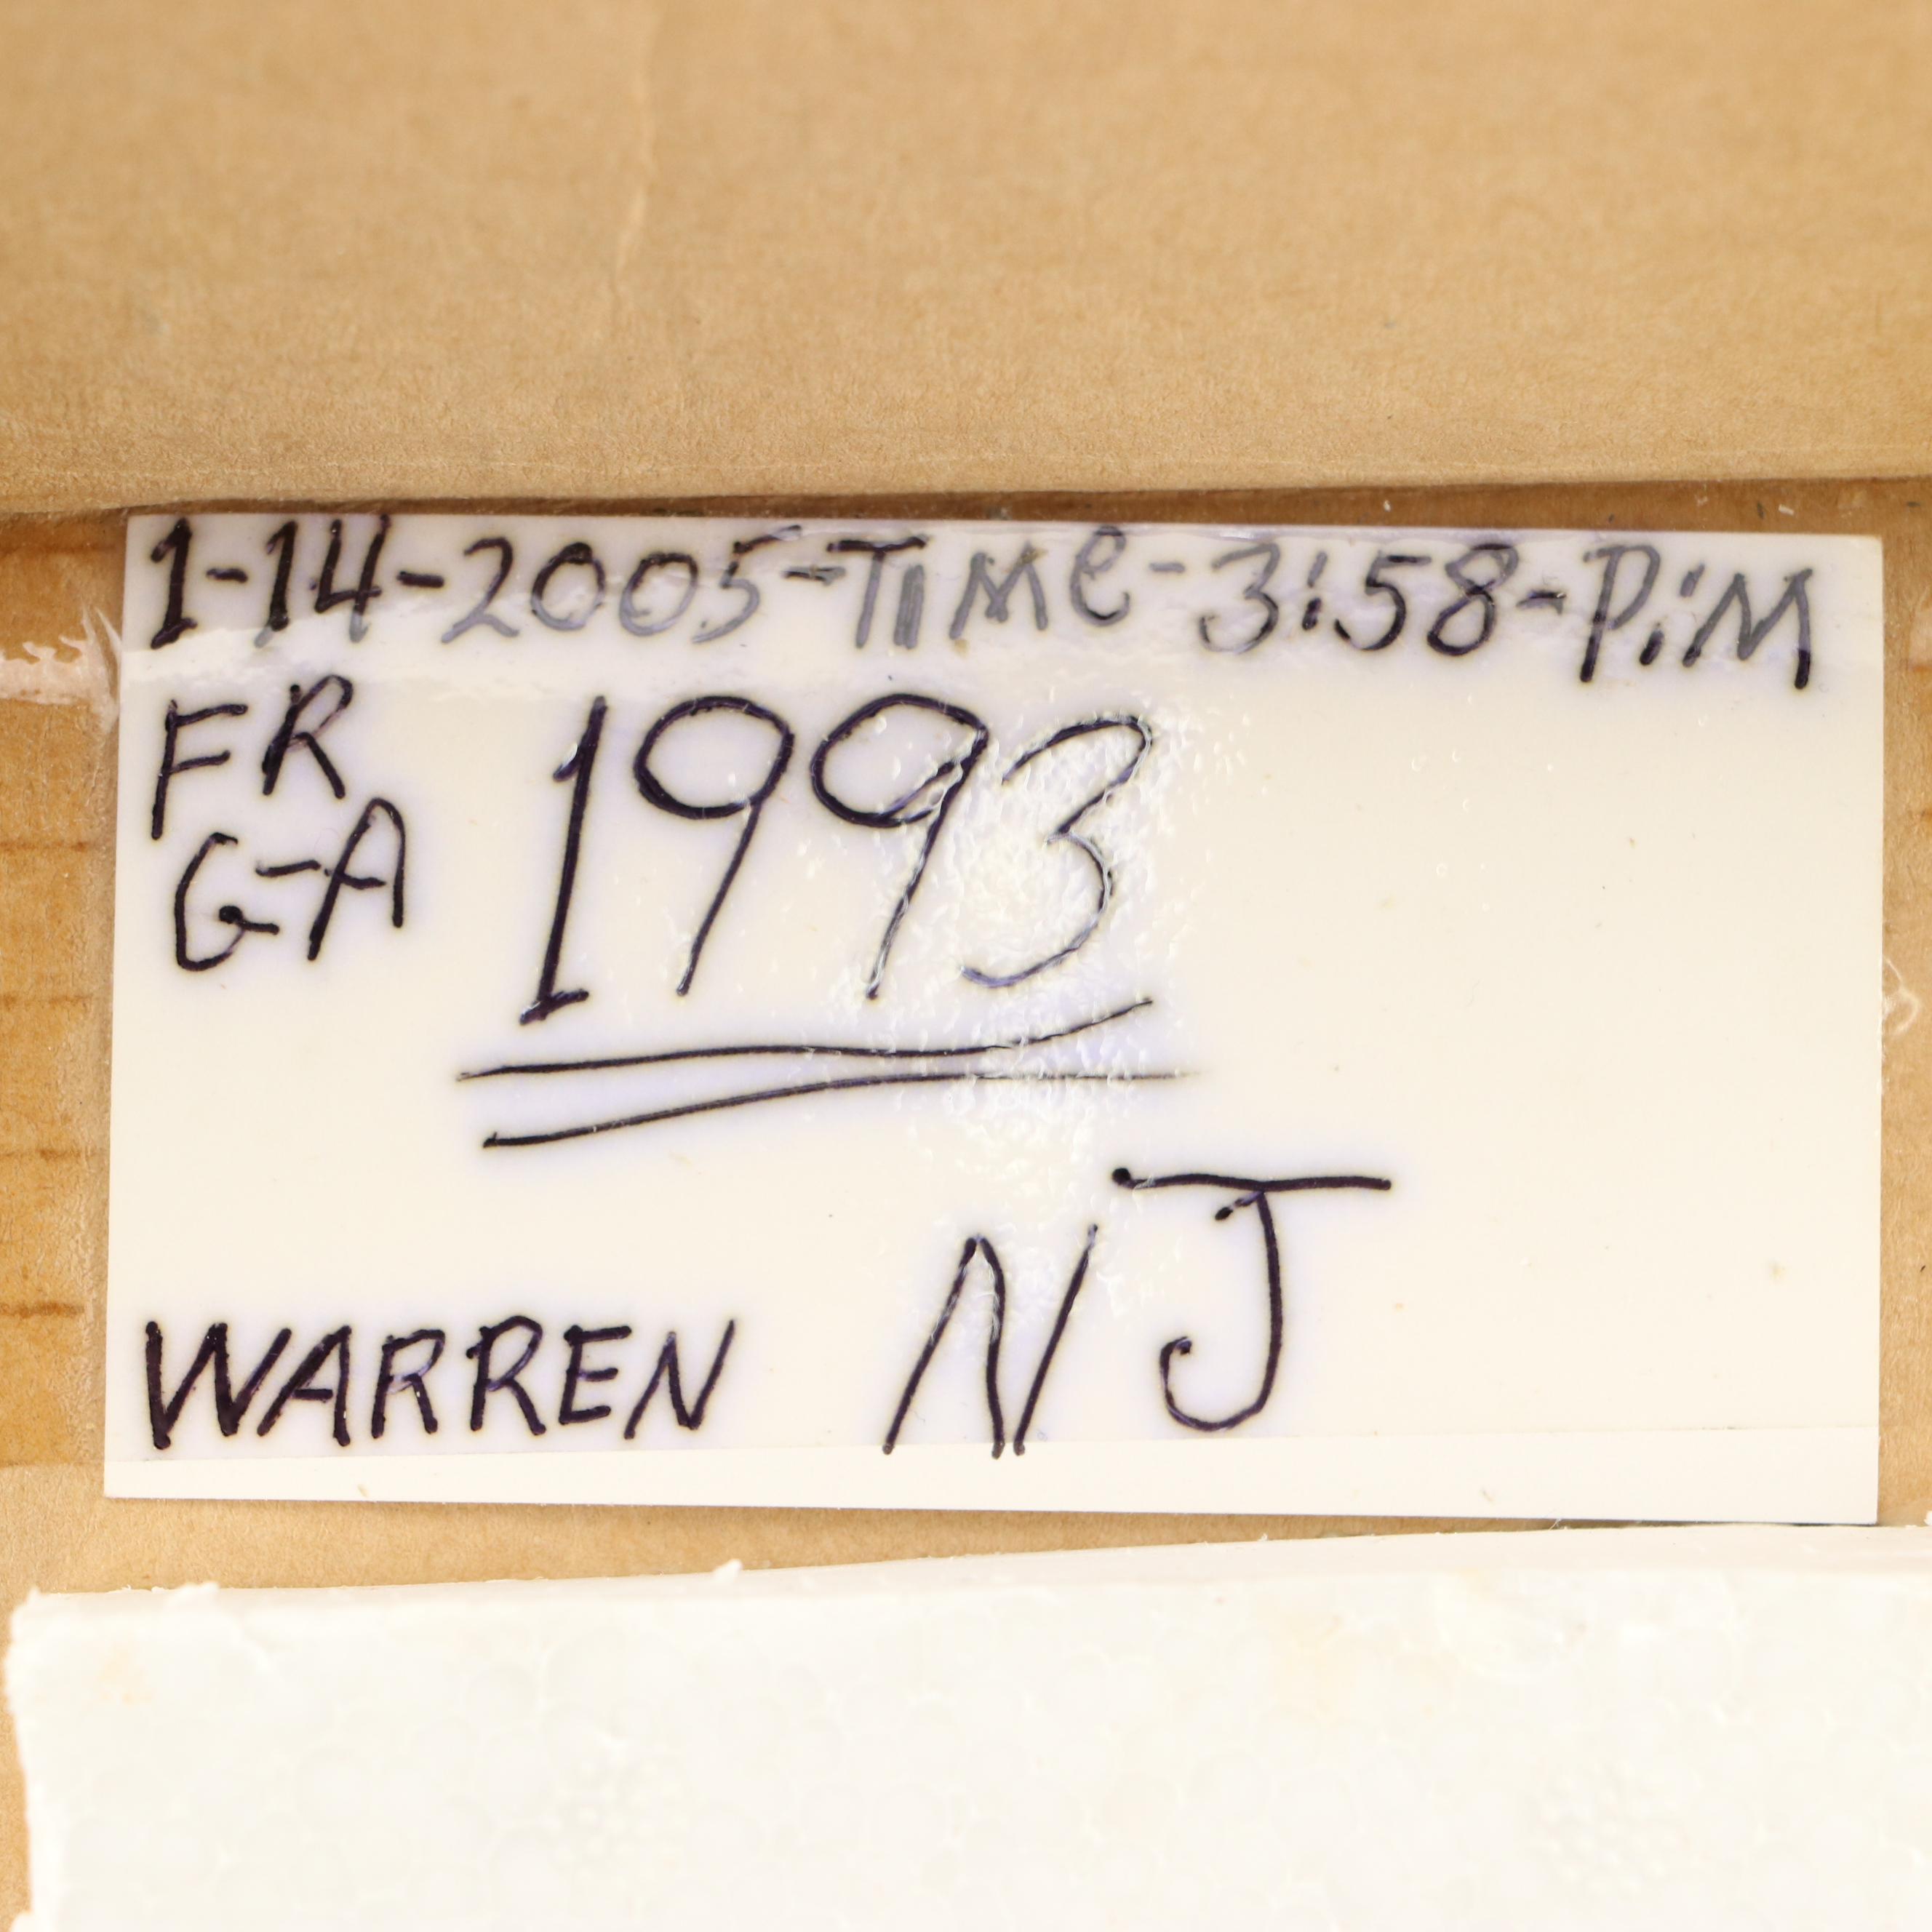 1-14-2005-TiMe-3:58-P.M
FR
G-A 1993
WARREN NJ